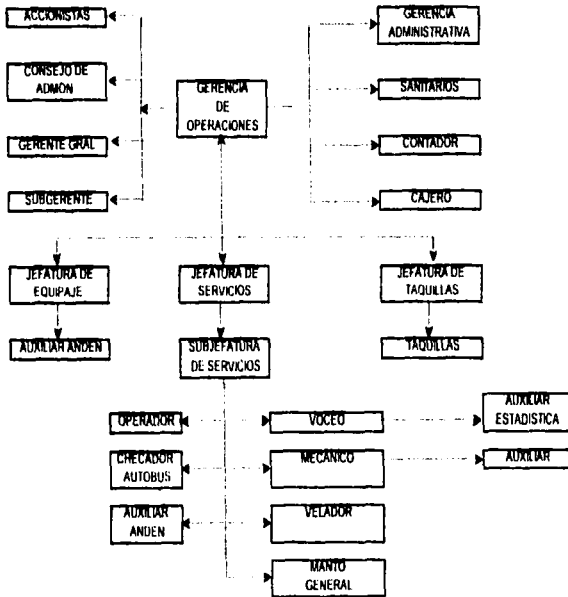 ACCIONISTAS
CONSEJO DE
ADMON
GERENTE GRAL
SUBGERENTE
GERENCIA
DE
OPERACIONES
GERENCIA
ADMINISTRATIVA
SANITARIOS
CONTADOR
CAJERO
JEFATURA DE
EQUIPAJE
JEFATURA DE
SERVICIOS
JEFATURA DE
TAQUILLAS
AUXILIAR ANDEN
SUBJEFATURA
DE SERVICIOS
TAQUILLAS
OPERADOR
VOCEO
AUXILIAR
ESTADISTICA
CHECADOR
AUTOBUS
MECÁNICO
AUXILIAR
AUXILIAR
ANDEN
VELADOR
MANTO
GENERAL